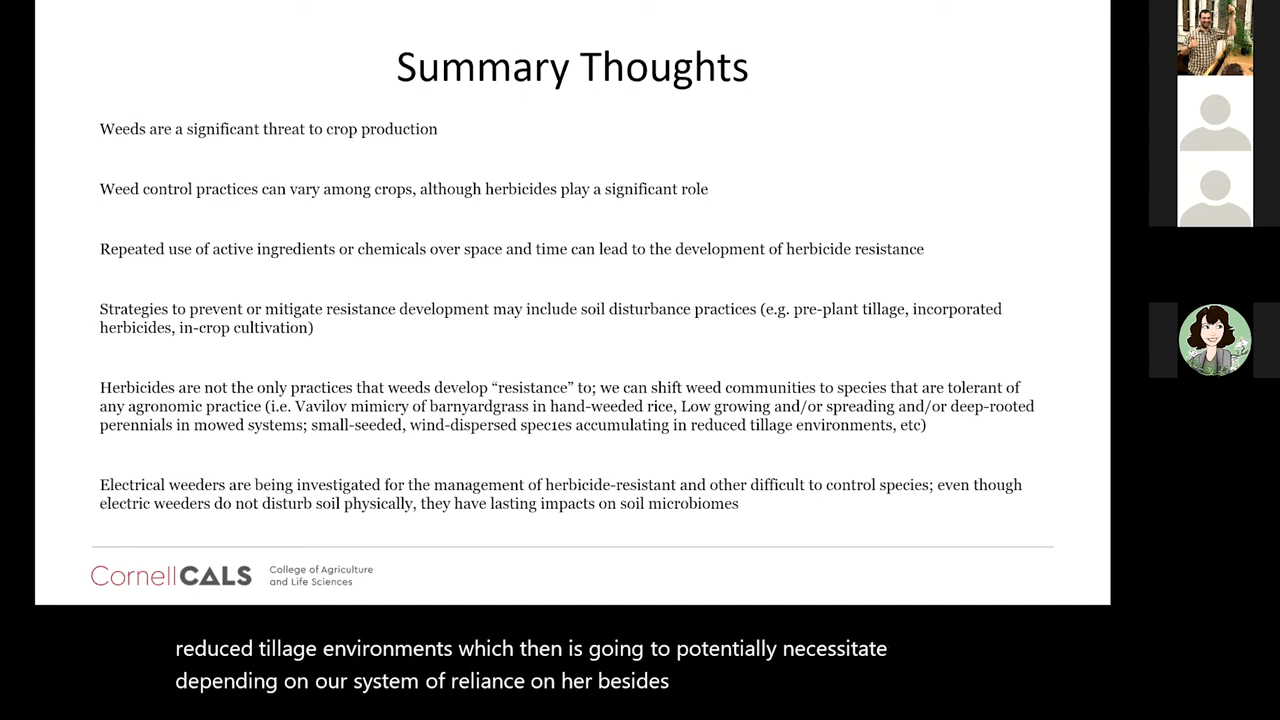 Summary Thoughts
Weeds are a significant threat to crop production
Weed control practices can vary among crops, although herbicides play a significant role
Repeated use of active ingredients or chemicals over space and time can lead to the development of herbicide resistance
Strategies to prevent or mitigate resistance development may include soil disturbance practices (e.g. pre-plant tillage, incorporated
herbicides, in-crop cultivation)
Herbicides are not the only practices that weeds develop “resistance” to; we can shift weed communities to species that are tolerant of
any agronomic practice (i.e. Vavilov mimicry of barnyardgrass in hand-weeded rice, Low growing and/or spreading and/or deep-rooted
perennials in mowed systems; small-seeded, wind-dispersed species accumulating in reduced tillage environments, etc)
Electrical weeders are being investigated for the management of herbicide-resistant and other difficult to control species; even though
electric weeders do not disturb soil physically, they have lasting impacts on soil microbiomes
CornellCALS
College of Agriculture
and Life Sciences
reduced tillage environments which then is going to potentially necessitate
depending on our system of reliance on her besides